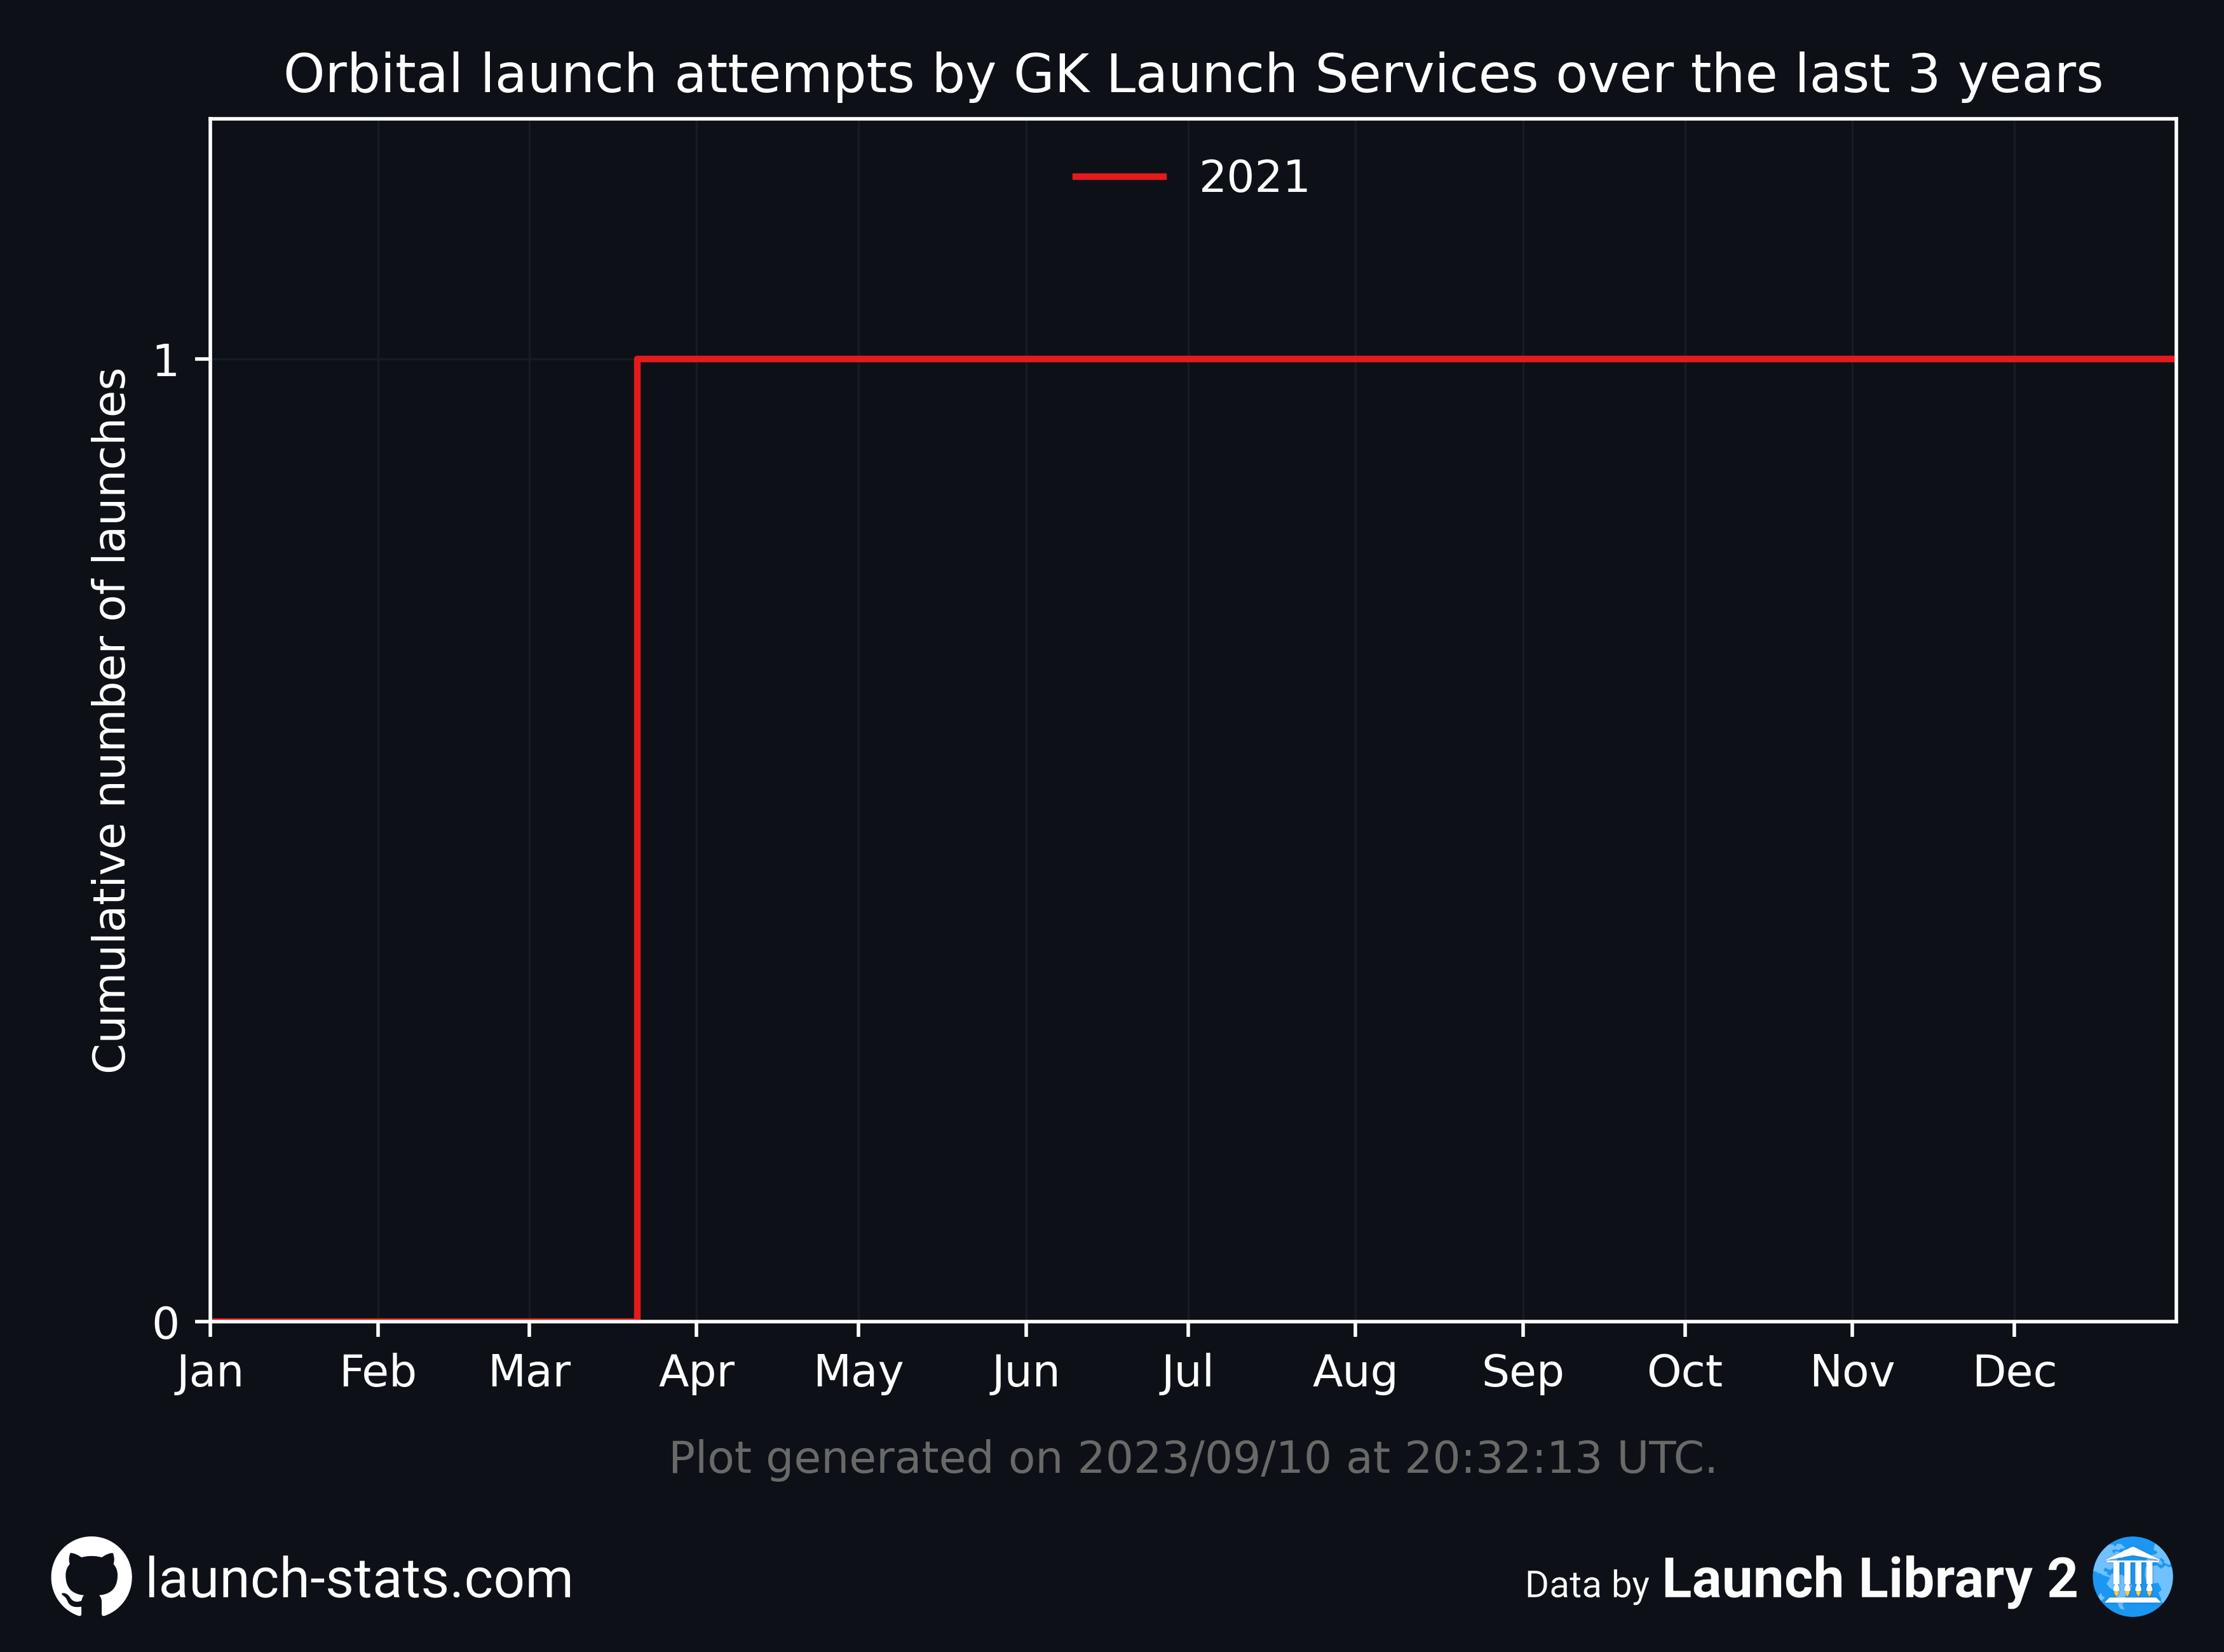 Orbital launch attempts by GK Launch Services over the last 3 years
2021
Cumulative number of launches
1
0
Jan Feb Mar Apr May Jun Jul Aug Sep Oct Nov Dec
Plot generated on 2023/09/10 at 20:32:13 UTC.
launch-stats.com
Data by Launch Library 2